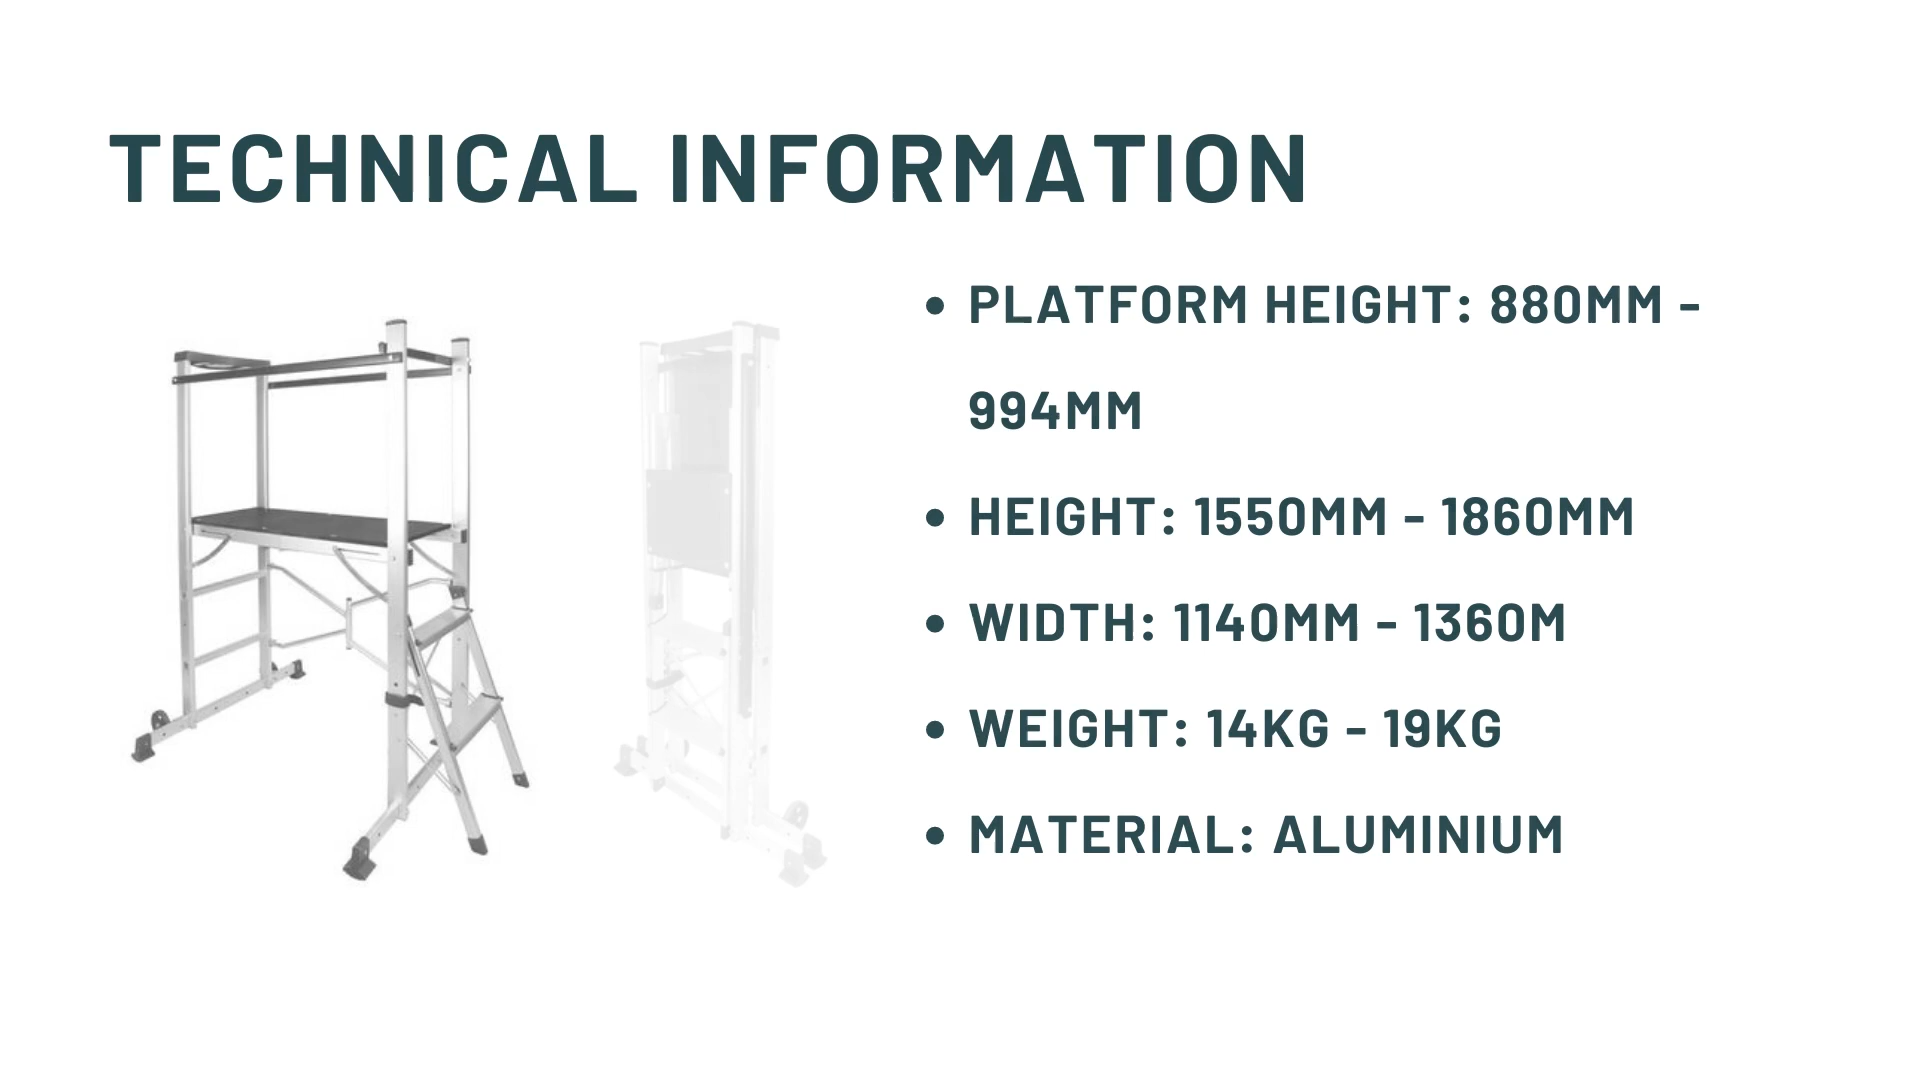 TECHNICAL INFORMATION
• PLATFORM HEIGHT: 880MM -
994MM
• HEIGHT: 1550MM - 1860MM
• WIDTH: 1140MM - 1360M
• WEIGHT: 14KG - 19KG
• MATERIAL: ALUMINIUM